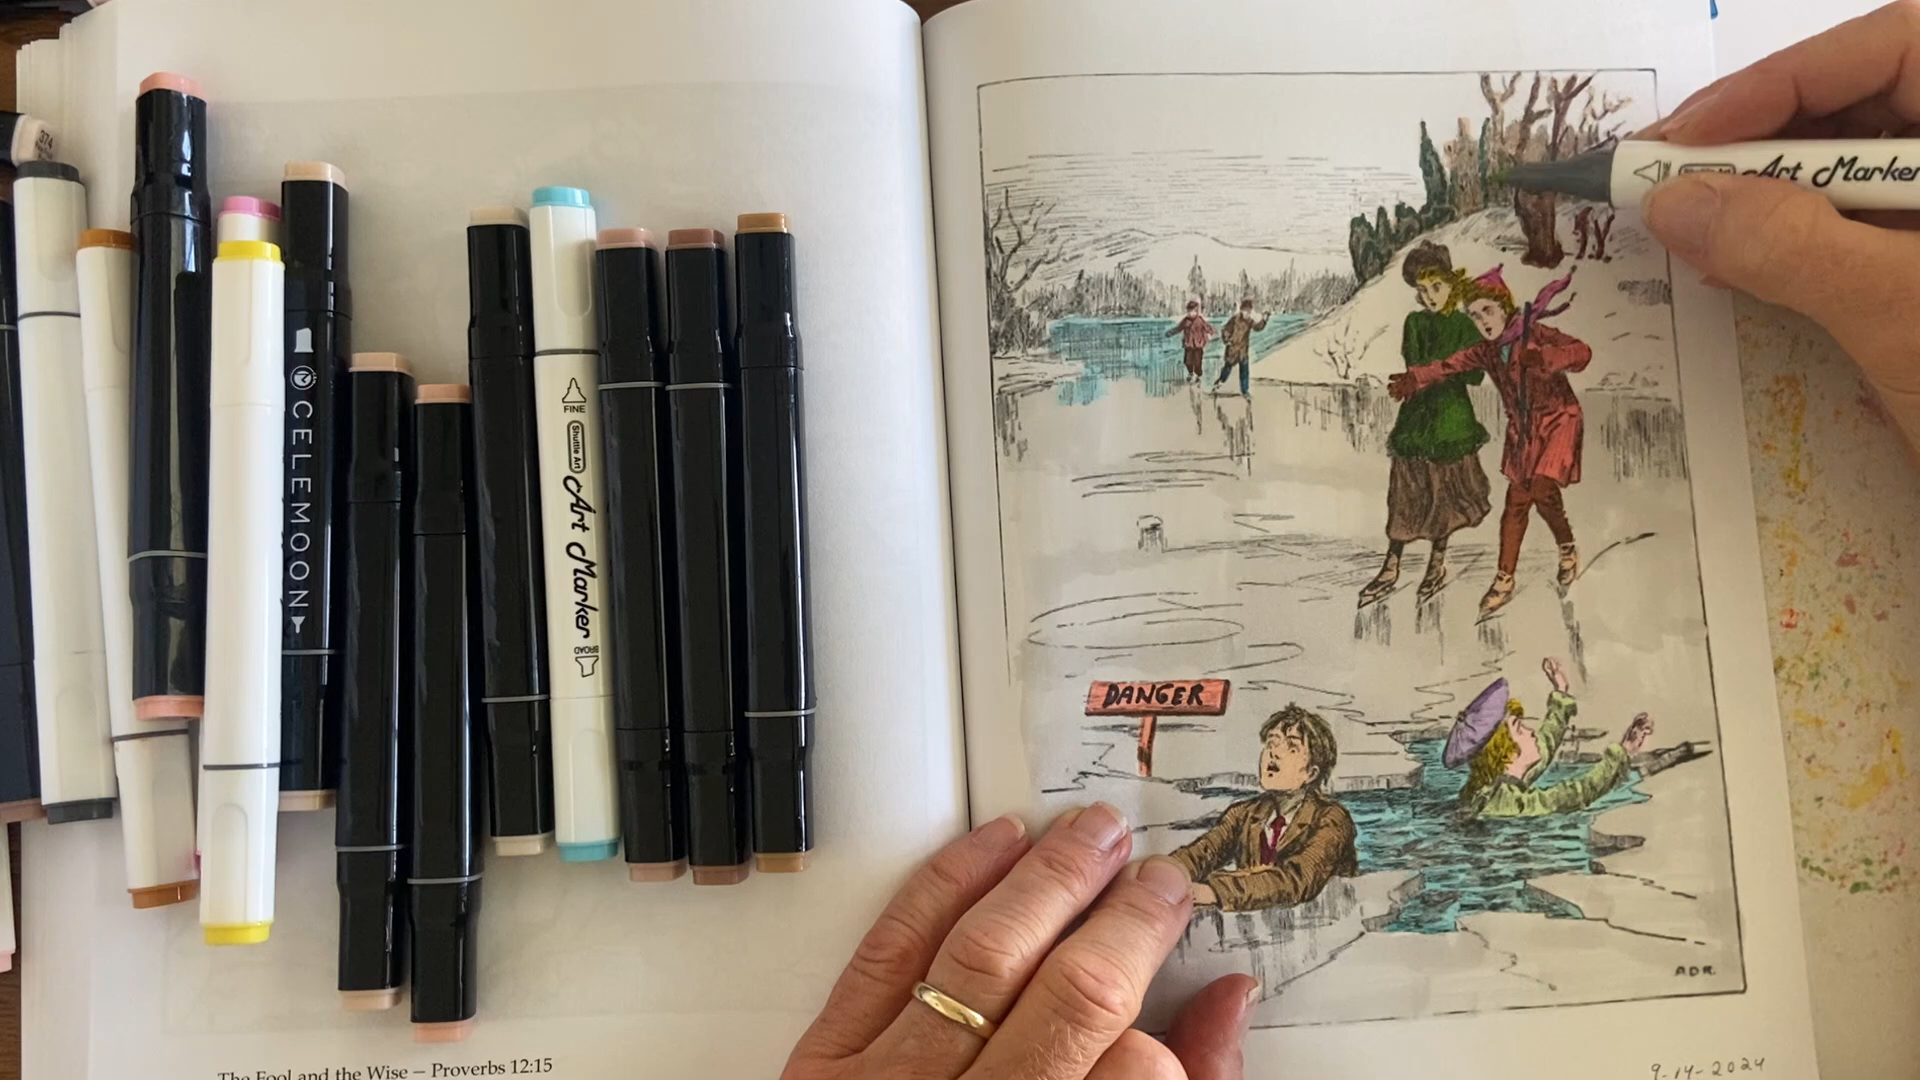 374
CELEMOON
FINE
Shuttle Art
Art Marker
BROAD
The Fool and the Wise – Proverbs 12:15
Art Marker
DANGER
ADR.
9-14-2024